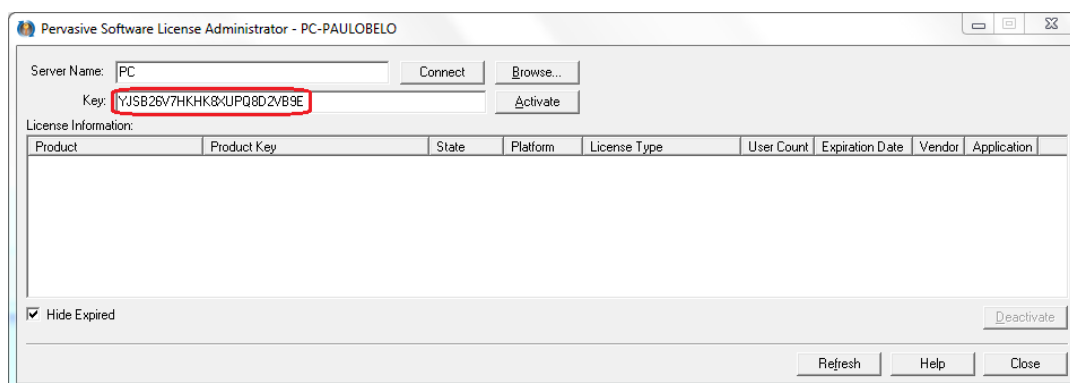 Pervasive Software License Administrator - PC-PAULOBELO
Server Name: PC Connect Browse...
Key: YJSB26V7HKHK8XUPQ8D2VB9E Activate
License Information:
Product Product Key State Platform License Type User Count Expiration Date Vendor Application
Hide Expired Deactivate
Refresh Help Close